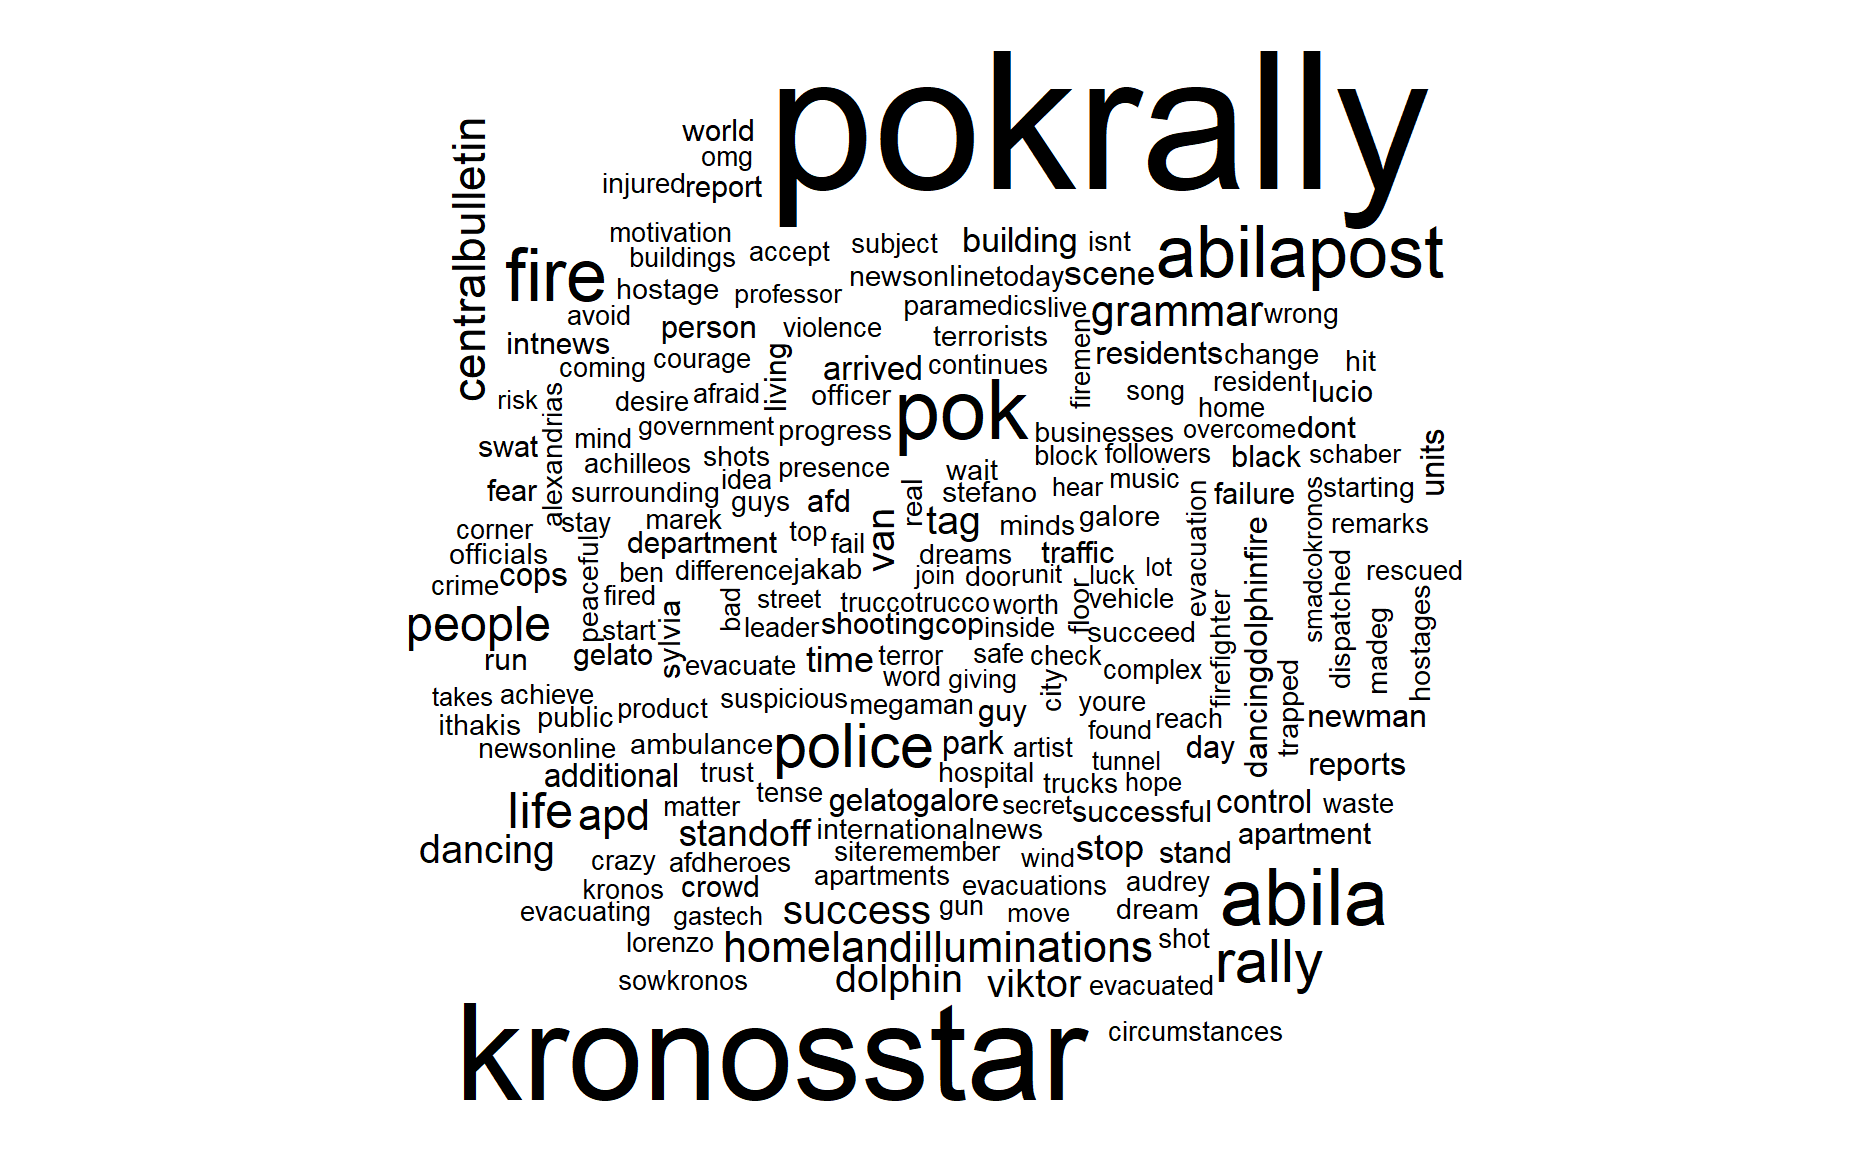 pokrally
world
omg
injured report
centralbulletin
motivation
buildings accept subject building isnt abilapost
fire hostage professor newsonlinetoday scene
avoid person violence paramedics live grammar wrong
intnews courage living terrorists firemen residents change hit
coming arrived continues
risk alexandrias desire afraid officer pok song resident lucio
home
swat mind government progress businesses overcome dont
achilleos shots presence wait block followers black schaber units
fear surrounding idea guys afd real stefano hear music evacuation failure starting
corner stay marek top van tag minds galore dancingdolphinfire smadcokronos remarks
officials peaceful department fail dreams traffic dispatched
crime cops ben difference jakab join door unit luck lot rescued
fired bad street truccotrucco worth floor vehicle firefighter madeg hostages
people start sylvia leader shootingcop inside succeed
run gelato evacuate time terror safe check complex trapped
word giving city
takes achieve suspicious megaman guy youre reach newman
ithakis public product found
newsonline ambulance police park artist tunnel day reports
additional trust hospital trucks hope
life apd matter tense gelatogalore secret successful control waste
standoff internationalnews apartment
dancing crazy afdheroes site remember wind stop stand
kronos crowd apartments evacuations audrey abila
evacuating gastech success gun move dream
lorenzo homelandilluminations shot rally
sowkronos dolphin viktor evacuated
kronosstar circumstances